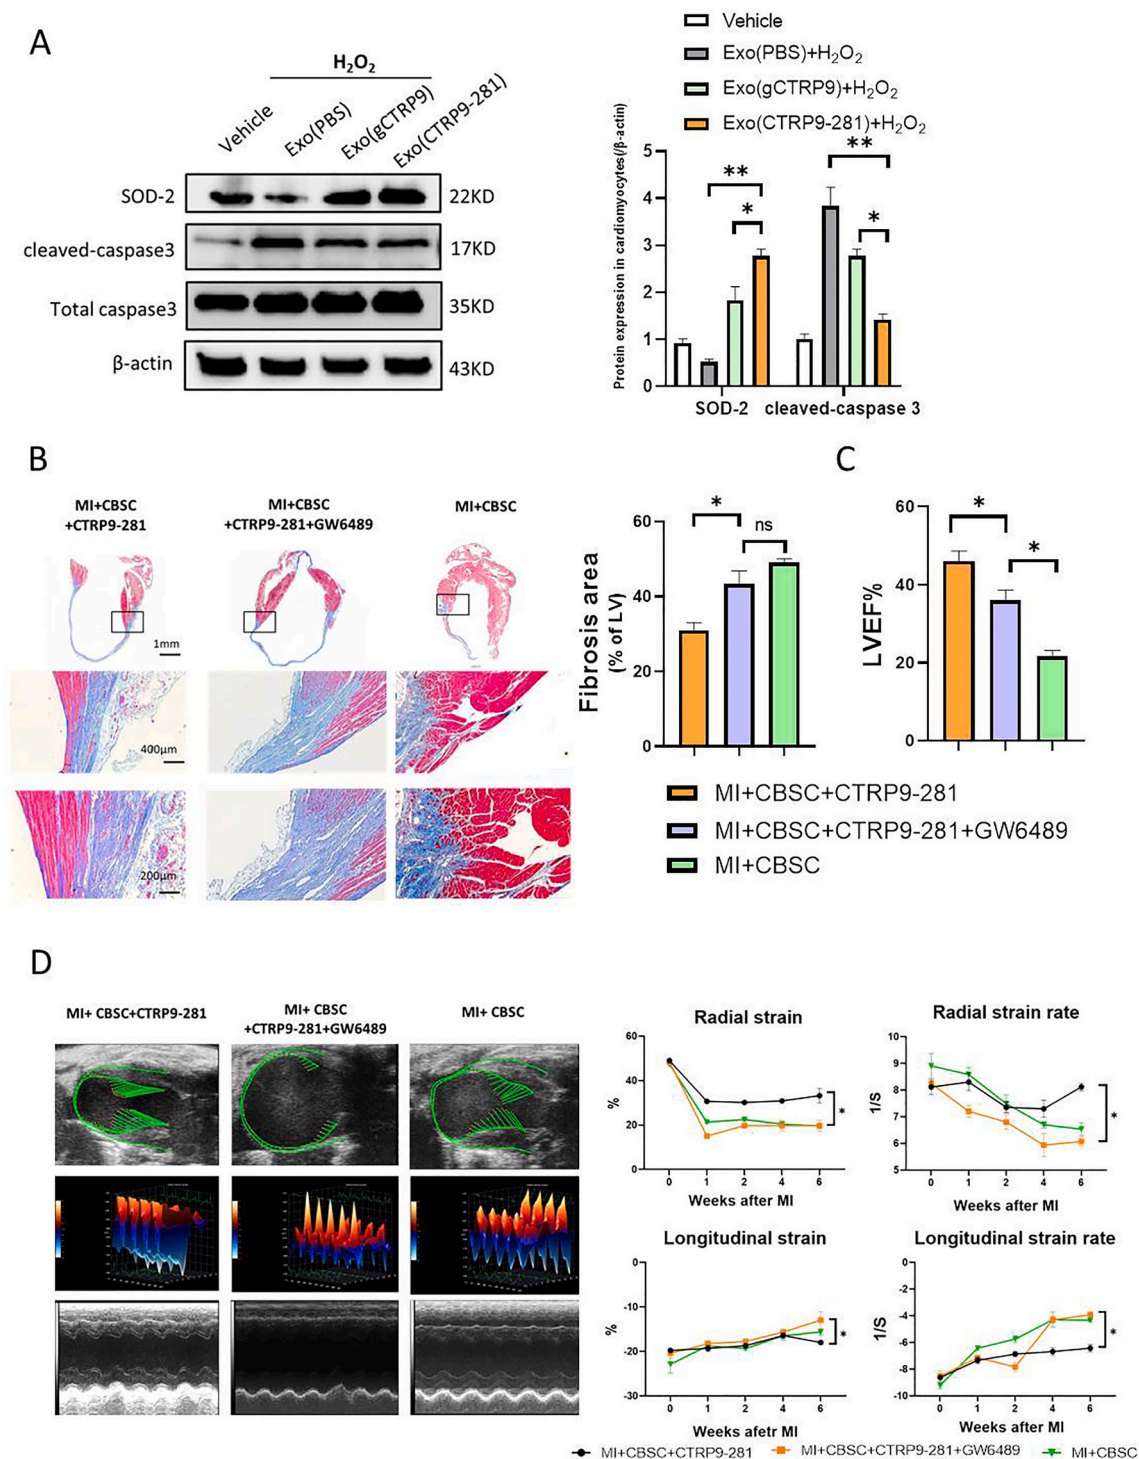 A
H2O2
Vehicle
Exo(PBS)
Exo(gCTRP9)
Exo(CTRP9-281)
SOD-2
22KD
cleaved-caspase3
17KD
Total caspase3
35KD
β-actin
43KD
Vehicle
Exo(PBS)+H2O2
Exo(gCTRP9)+H2O2
Exo(CTRP9-281)+H2O2
Protein expression in cardiomyocytes(/β-actin)
5
4
3
2
1
0
**
*
**
*
SOD-2
cleaved-caspase 3
B
MI+CBSC
+CTRP9-281
MI+CBSC
+CTRP9-281+GW6489
MI+CBSC
1mm
400μm
200μm
Fibrosis area
(% of LV)
60
40
20
0
*
ns
C
LVEF%
60
40
20
0
*
*
MI+CBSC+CTRP9-281
MI+CBSC+CTRP9-281+GW6489
MI+CBSC
D
MI+ CBSC+CTRP9-281
MI+ CBSC
+CTRP9-281+GW6489
MI+ CBSC
Radial strain
%
60
40
20
0
*
0 1 2 4 6
Weeks after MI
Radial strain rate
1/S
10
9
8
7
6
5
*
0 1 2 4 6
Weeks after MI
Longitudinal strain
%
0
-10
-20
-30
*
0 1 2 4 6
Weeks afetr MI
Longitudinal strain rate
1/S
0
-2
-4
-6
-8
-10
*
0 1 2 4 6
Weeks after MI
MI+CBSC+CTRP9-281
MI+CBSC+CTRP9-281+GW6489
MI+CBSC